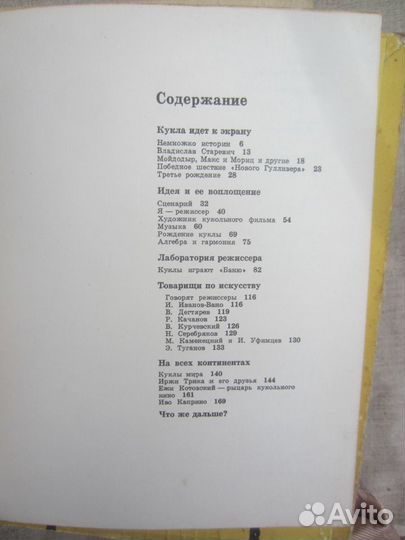 Содержание
Кукла идет к экрану
Немножко истории 6
Владислав Старевич 13
Мойдодыр, Макс и Мориц и другие 18
Победное шествие «Нового Гулливера» 23
Третье рождение 28
Идея и ее воплощение
Сценарий 32
Я — режиссер 40
Художник кукольного фильма 54
Музыка 60
Рождение куклы 69
Алгебра и гармония 75
Лаборатория режиссера
Куклы играют «Баню» 82
Товарищи по искусству
Говорят режиссеры 116
И. Иванов-Вано 116
В. Дегтярев 119
Р. Качанов 123
В. Курчевский 126
Н. Серебряков 129
М. Каменецкий и И. Уфимцев 130
Э. Туганов 133
На всех континентах
Куклы мира 140
Иржи Трнка и его друзья 144
Ежи Котовский — рыцарь кукольного
кино 161
Иво Каприно 169
Что же дальше?
Avito